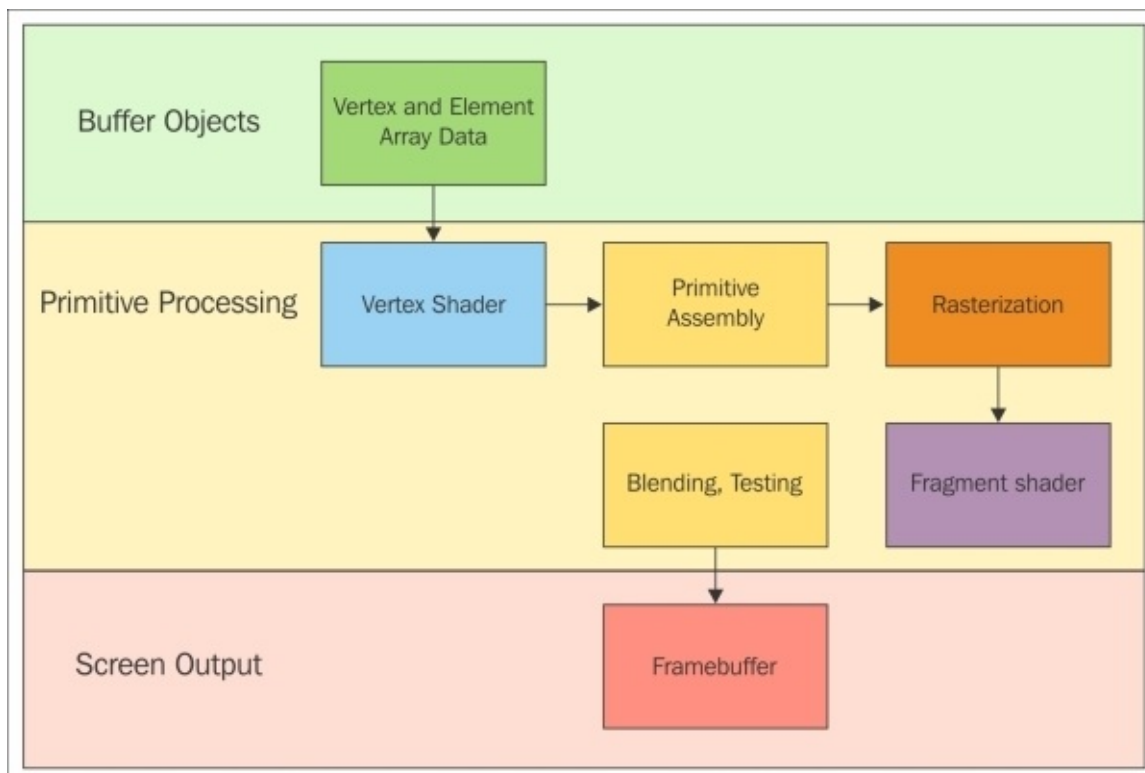 Buffer Objects
Vertex and Element
Array Data
Primitive Processing
Vertex Shader
Primitive
Assembly
Rasterization
Blending, Testing
Fragment shader
Screen Output
Framebuffer